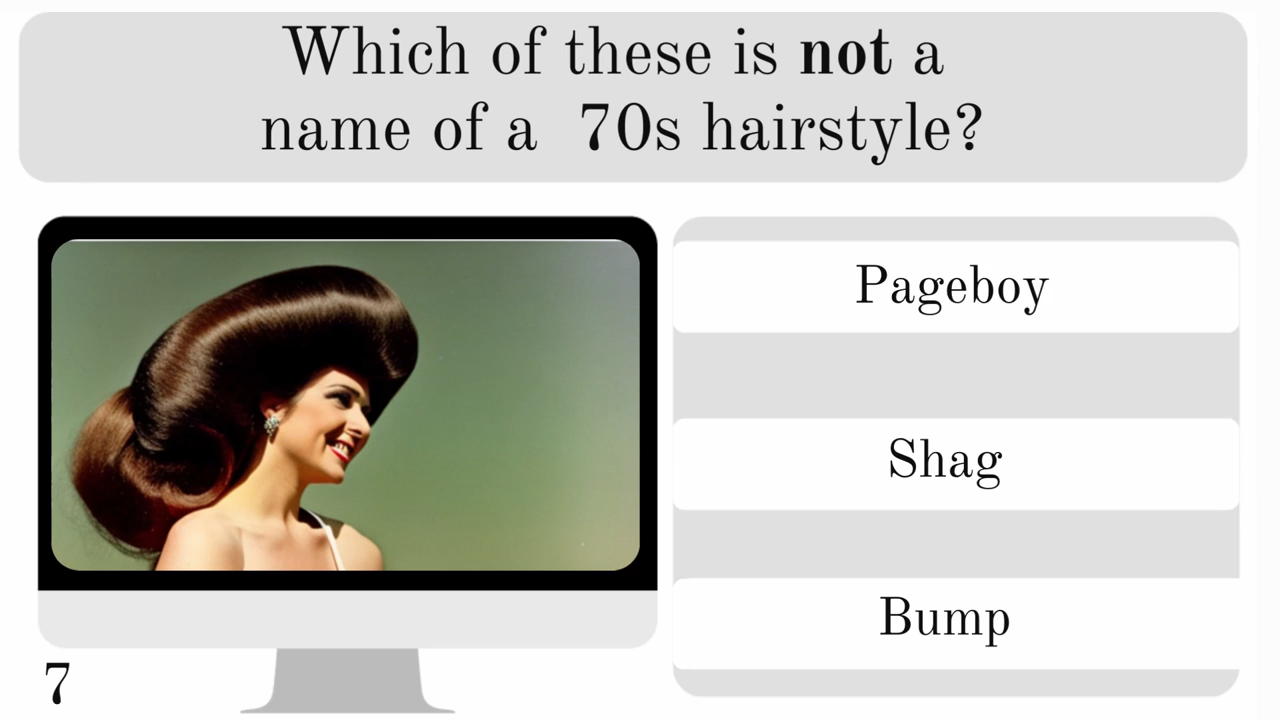 Which of these is not a
name of a 70s hairstyle?
Pageboy
Shag
Bump
7